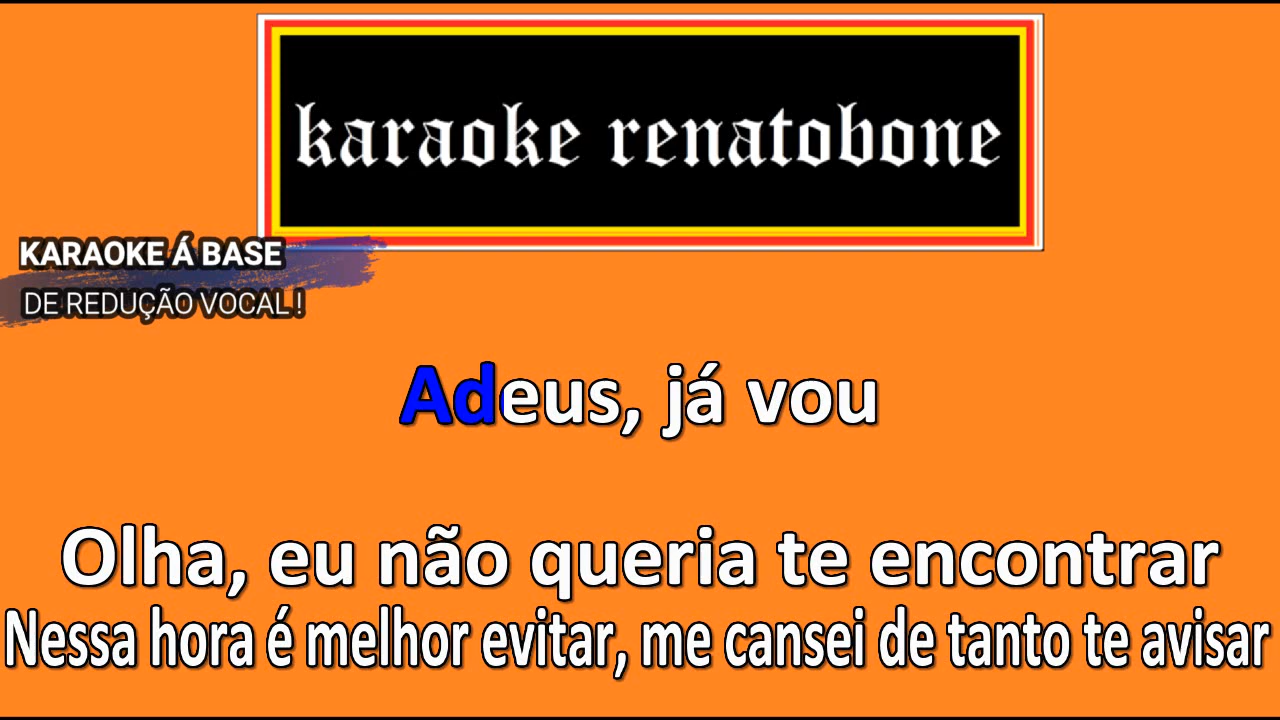 karaoke renatobone
KARAOKE Á BASE
DE REDUÇÃO VOCAL !
Adeus, já vou
Olha, eu não queria te encontrar
Nessa hora é melhor evitar, me cansei de tanto te avisar